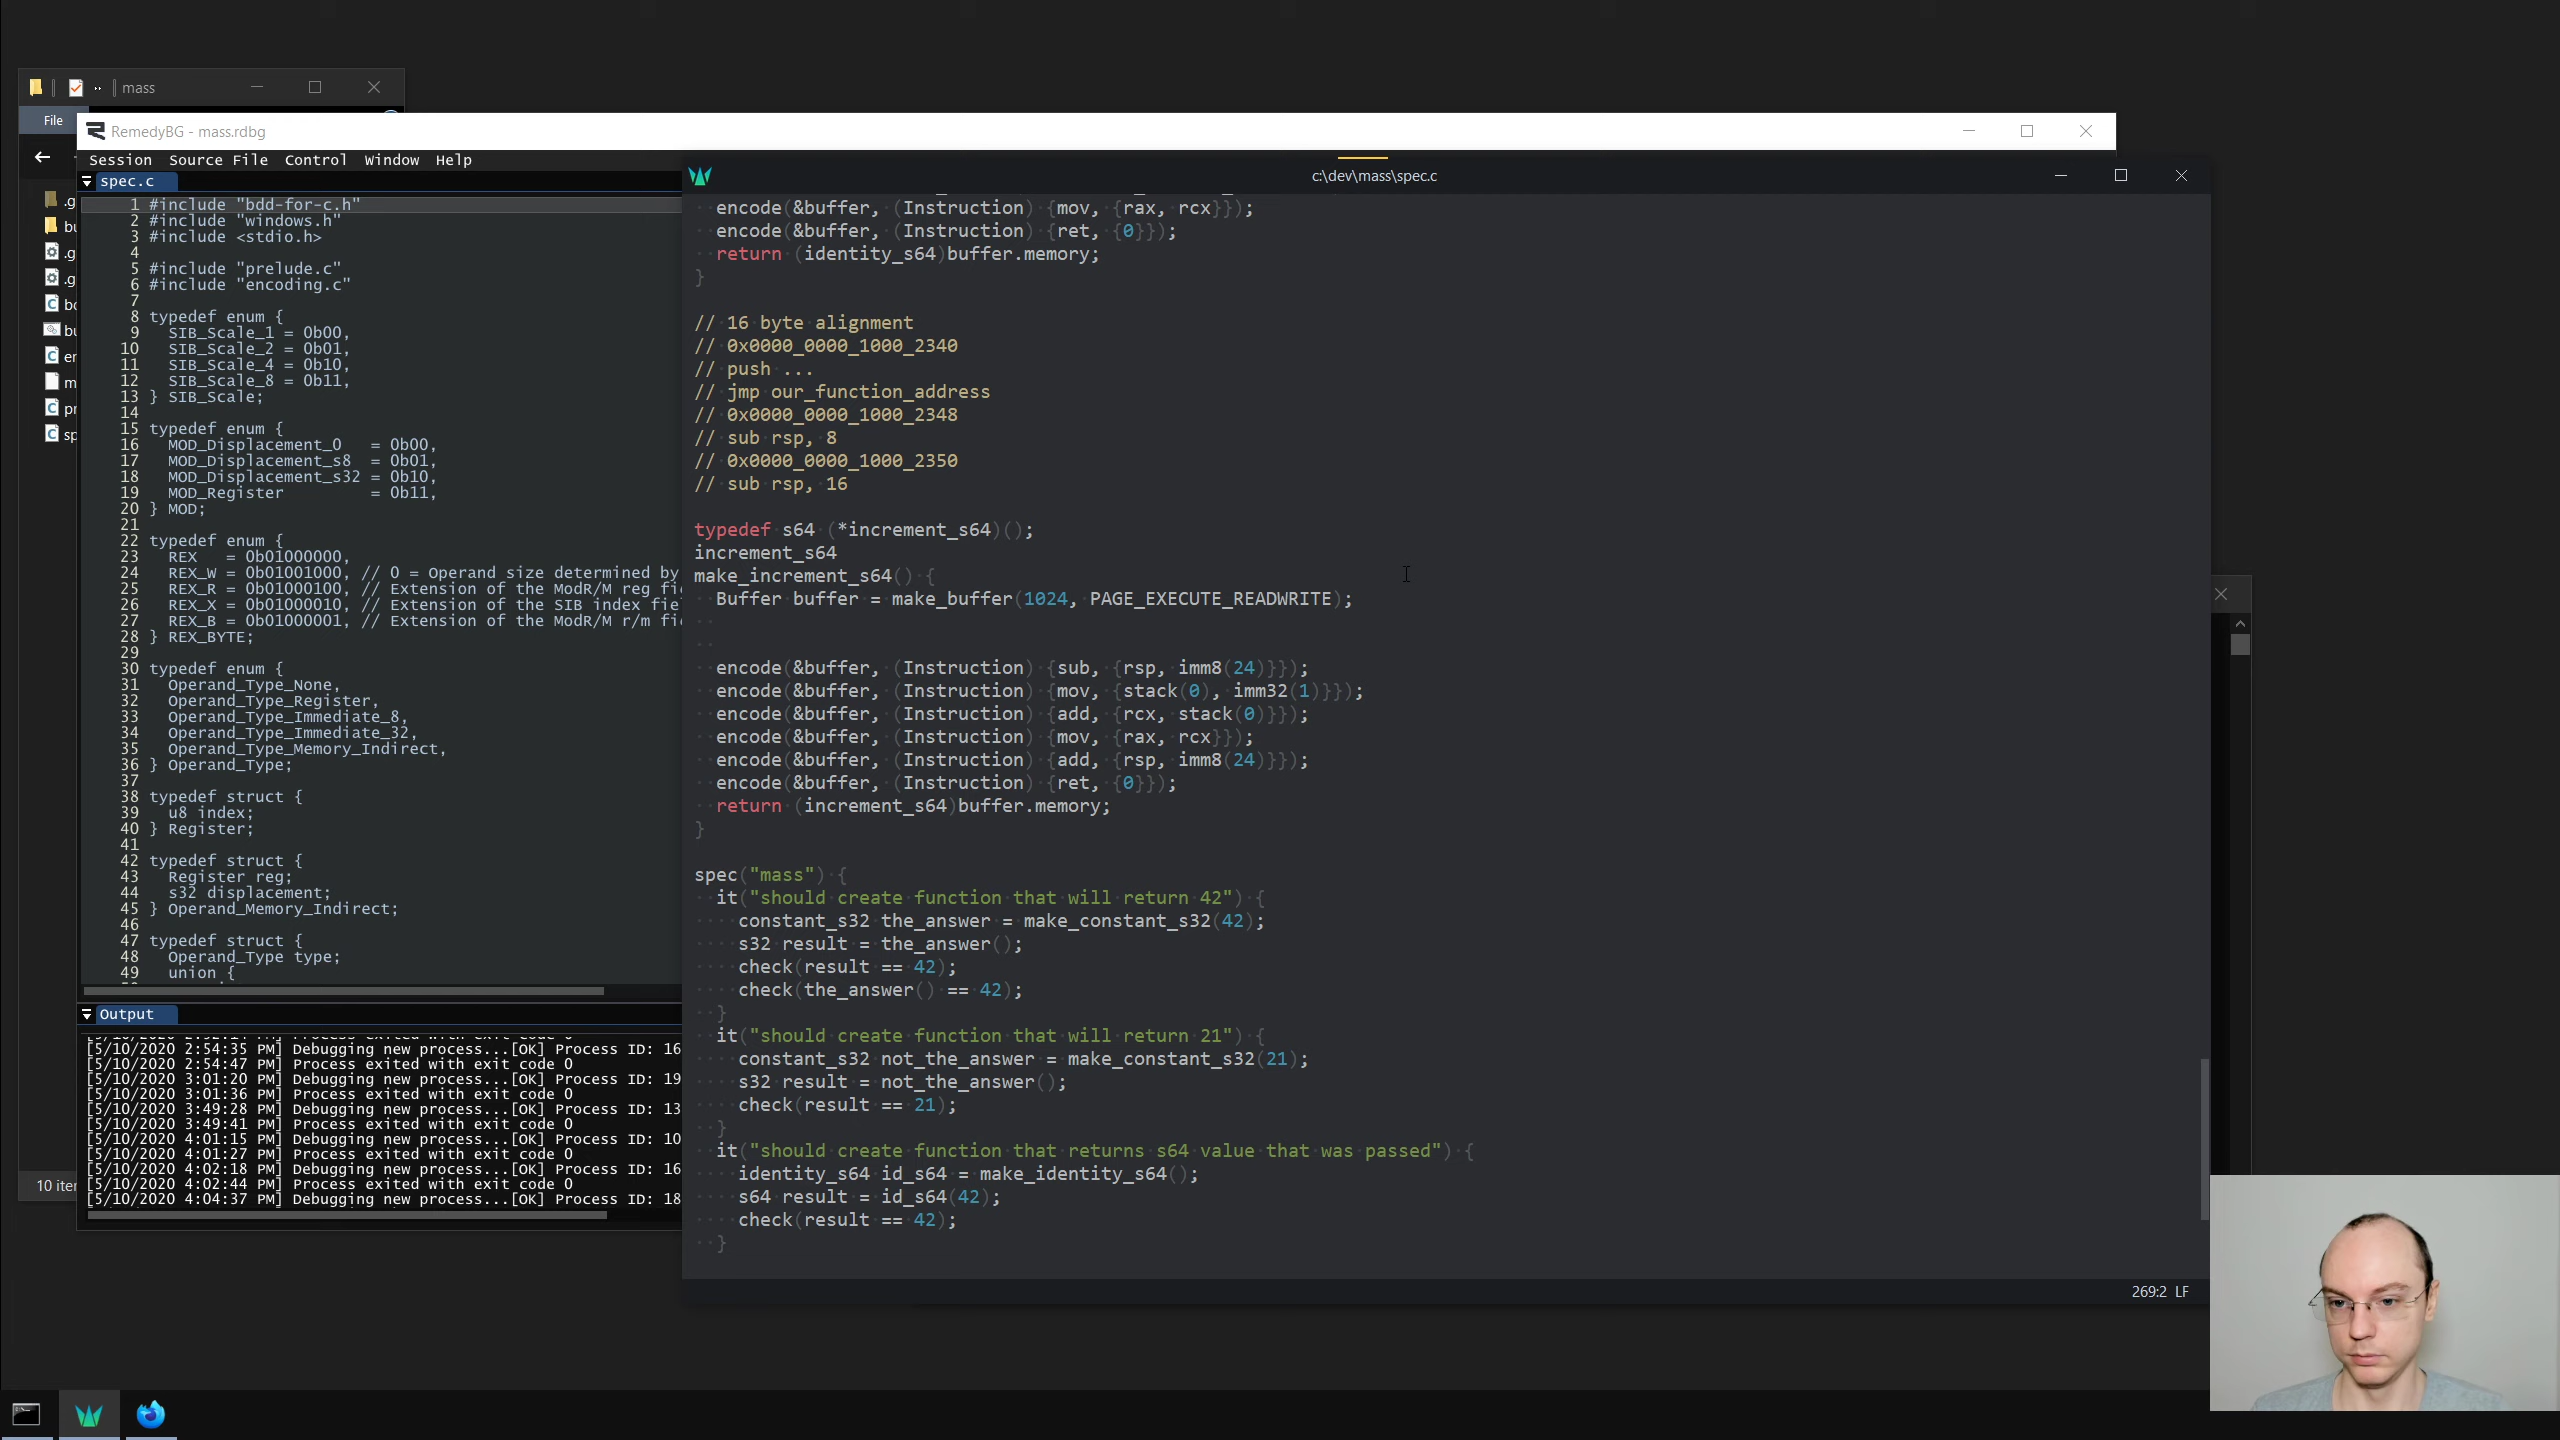 mass
File
RemedyBG - mass.rdbg
Session Source File Control Window Help
spec.c
1 #include "bdd-for-c.h"
2 #include "windows.h"
3 #include <stdio.h>
4
5 #include "prelude.c"
6 #include "encoding.c"
7
8 typedef enum {
9 SIB_Scale_1 = 0b00,
10 SIB_Scale_2 = 0b01,
11 SIB_Scale_4 = 0b10,
12 SIB_Scale_8 = 0b11,
13 } SIB_Scale;
14
15 typedef enum {
16 MOD_Displacement_0 = 0b00,
17 MOD_Displacement_s8 = 0b01,
18 MOD_Displacement_s32 = 0b10,
19 MOD_Register = 0b11,
20 } MOD;
21
22 typedef enum {
23 REX = 0b01000000,
24 REX_W = 0b01001000, // 0 = Operand size determined by
25 REX_R = 0b01000100, // Extension of the ModR/M reg fi
26 REX_X = 0b01000010, // Extension of the SIB index fie
27 REX_B = 0b01000001, // Extension of the ModR/M r/m fi
28 } REX_BYTE;
29
30 typedef enum {
31 Operand_Type_None,
32 Operand_Type_Register,
33 Operand_Type_Immediate_8,
34 Operand_Type_Immediate_32,
35 Operand_Type_Memory_Indirect,
36 } Operand_Type;
37
38 typedef struct {
39 u8 index;
40 } Register;
41
42 typedef struct {
43 Register reg;
44 s32 displacement;
45 } Operand_Memory_Indirect;
46
47 typedef struct {
48 Operand_Type type;
49 union {
Output
[5/10/2020 2:54:35 PM] Debugging new process...[OK] Process ID: 16
[5/10/2020 2:54:47 PM] Process exited with exit code 0
[5/10/2020 3:01:20 PM] Debugging new process...[OK] Process ID: 19
[5/10/2020 3:01:36 PM] Process exited with exit code 0
[5/10/2020 3:49:28 PM] Debugging new process...[OK] Process ID: 13
[5/10/2020 3:49:41 PM] Process exited with exit code 0
[5/10/2020 4:01:15 PM] Debugging new process...[OK] Process ID: 10
[5/10/2020 4:01:27 PM] Process exited with exit code 0
[5/10/2020 4:02:18 PM] Debugging new process...[OK] Process ID: 16
[5/10/2020 4:02:44 PM] Process exited with exit code 0
[5/10/2020 4:04:37 PM] Debugging new process...[OK] Process ID: 18
10 iter
c:\dev\mass\spec.c
encode(&buffer, (Instruction) {mov, {rax, rcx}});
encode(&buffer, (Instruction) {ret, {0}});
return (identity_s64)buffer.memory;
}
// 16 byte alignment
// 0x0000_0000_1000_2340
// push ...
// jmp our_function_address
// 0x0000_0000_1000_2348
// sub rsp, 8
// 0x0000_0000_1000_2350
// sub rsp, 16
typedef s64 (*increment_s64)();
increment_s64
make_increment_s64() {
Buffer buffer = make_buffer(1024, PAGE_EXECUTE_READWRITE);
encode(&buffer, (Instruction) {sub, {rsp, imm8(24)}});
encode(&buffer, (Instruction) {mov, {stack(0), imm32(1)}});
encode(&buffer, (Instruction) {add, {rcx, stack(0)}});
encode(&buffer, (Instruction) {mov, {rax, rcx}});
encode(&buffer, (Instruction) {add, {rsp, imm8(24)}});
encode(&buffer, (Instruction) {ret, {0}});
return (increment_s64)buffer.memory;
}
spec("mass") {
it("should create function that will return 42") {
constant_s32 the_answer = make_constant_s32(42);
s32 result = the_answer();
check(result == 42);
check(the_answer() == 42);
}
it("should create function that will return 21") {
constant_s32 not_the_answer = make_constant_s32(21);
s32 result = not_the_answer();
check(result == 21);
}
it("should create function that returns s64 value that was passed") {
identity_s64 id_s64 = make_identity_s64();
s64 result = id_s64(42);
check(result == 42);
}
269:2 LF